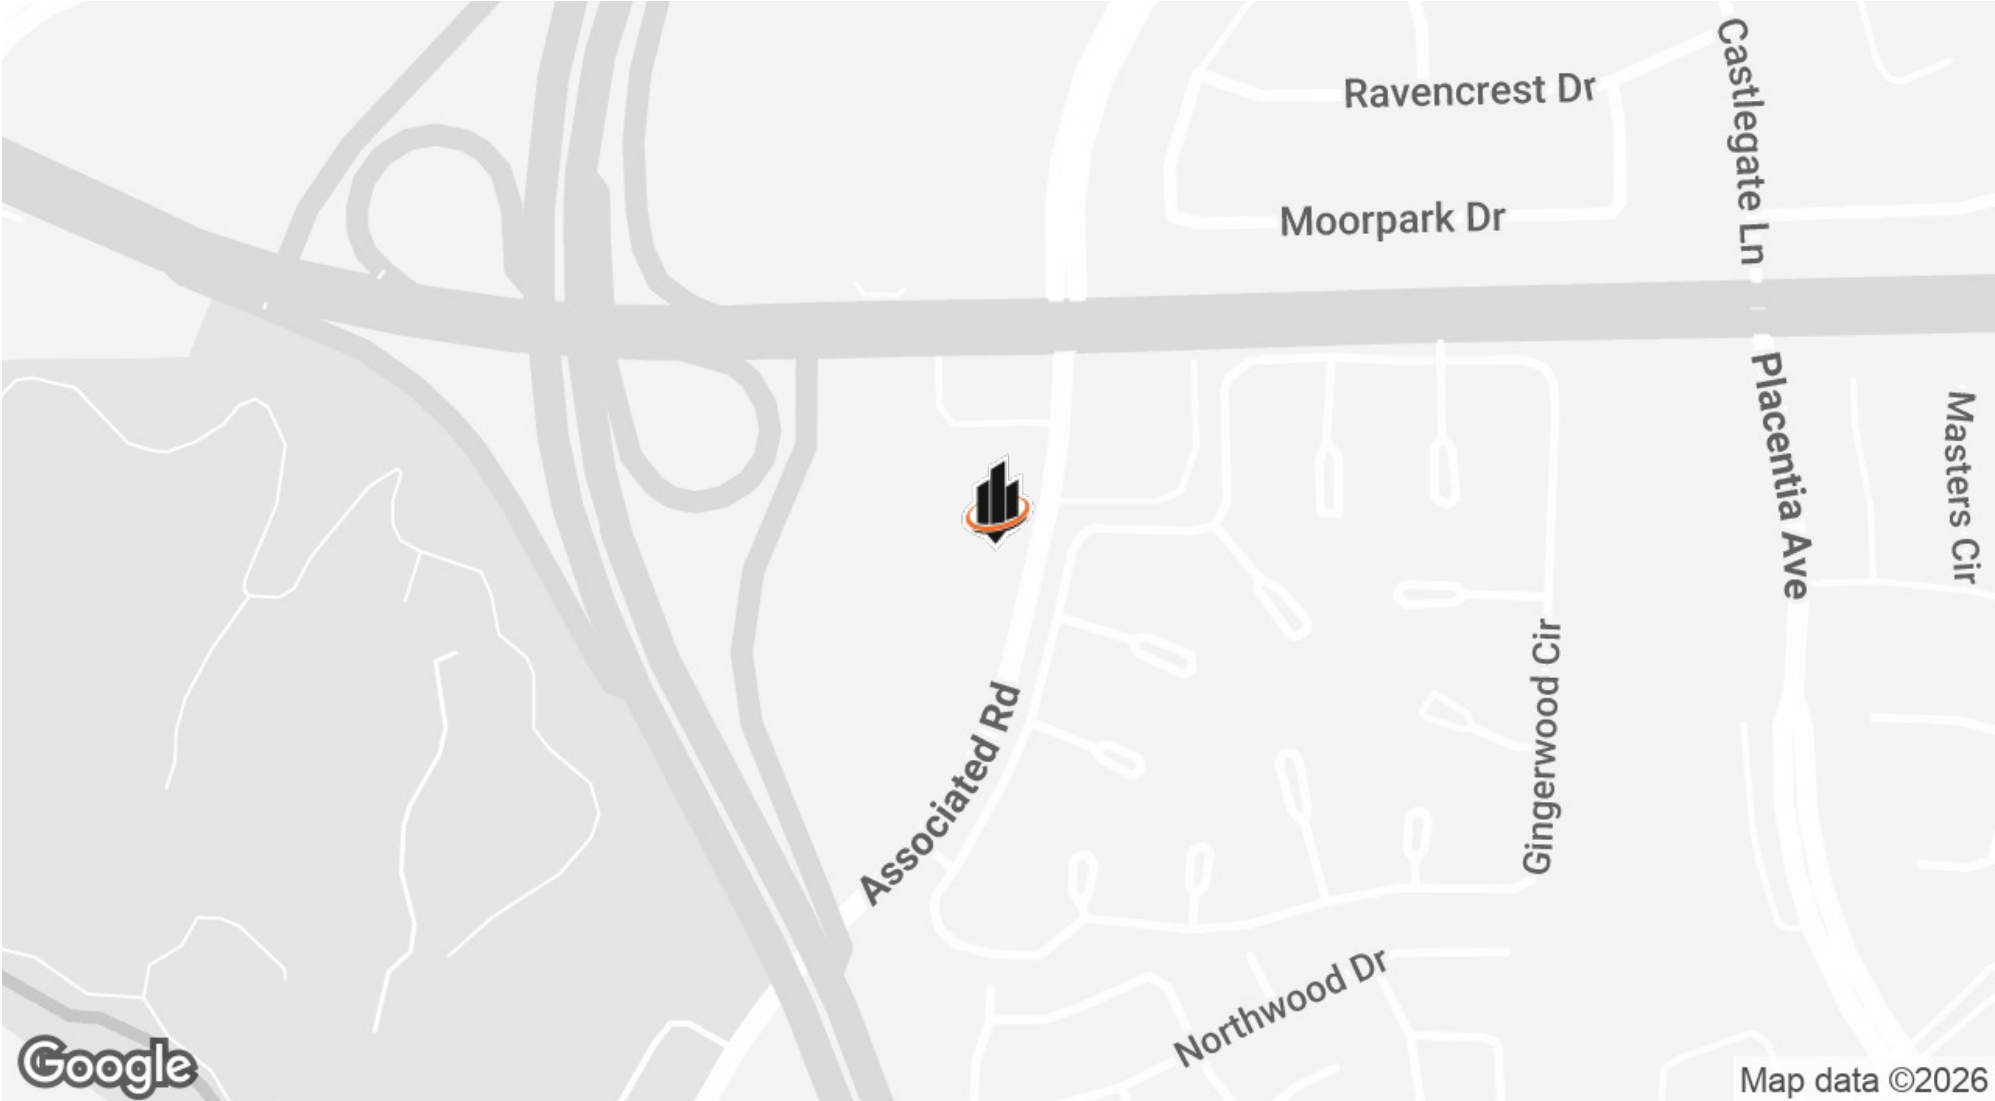 Castlegate Ln
Ravencrest Dr
Moorpark Dr
Placentia Ave
Masters Cir
Gingerwood Cir
Associated Rd
Northwood Dr
Google
Map data ©2026